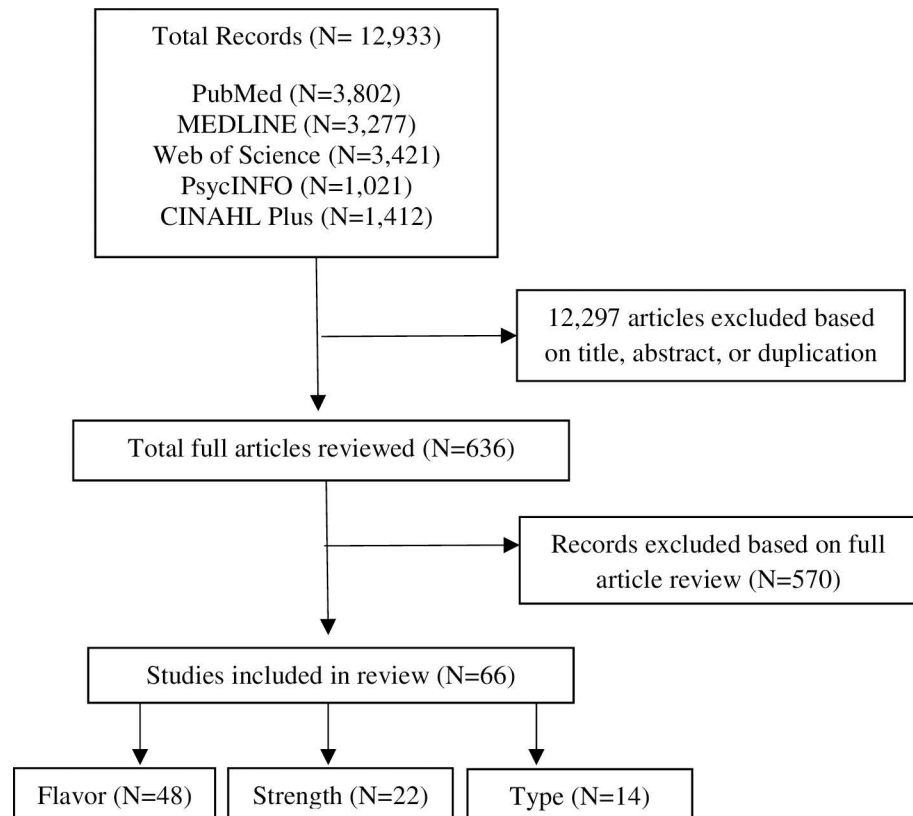 Total Records (N= 12,933)
PubMed (N=3,802)
MEDLINE (N=3,277)
Web of Science (N=3,421)
PsycINFO (N=1,021)
CINAHL Plus (N=1,412)
12,297 articles excluded based
on title, abstract, or duplication
Total full articles reviewed (N=636)
Records excluded based on full
article review (N=570)
Studies included in review (N=66)
Flavor (N=48)
Strength (N=22)
Type (N=14)